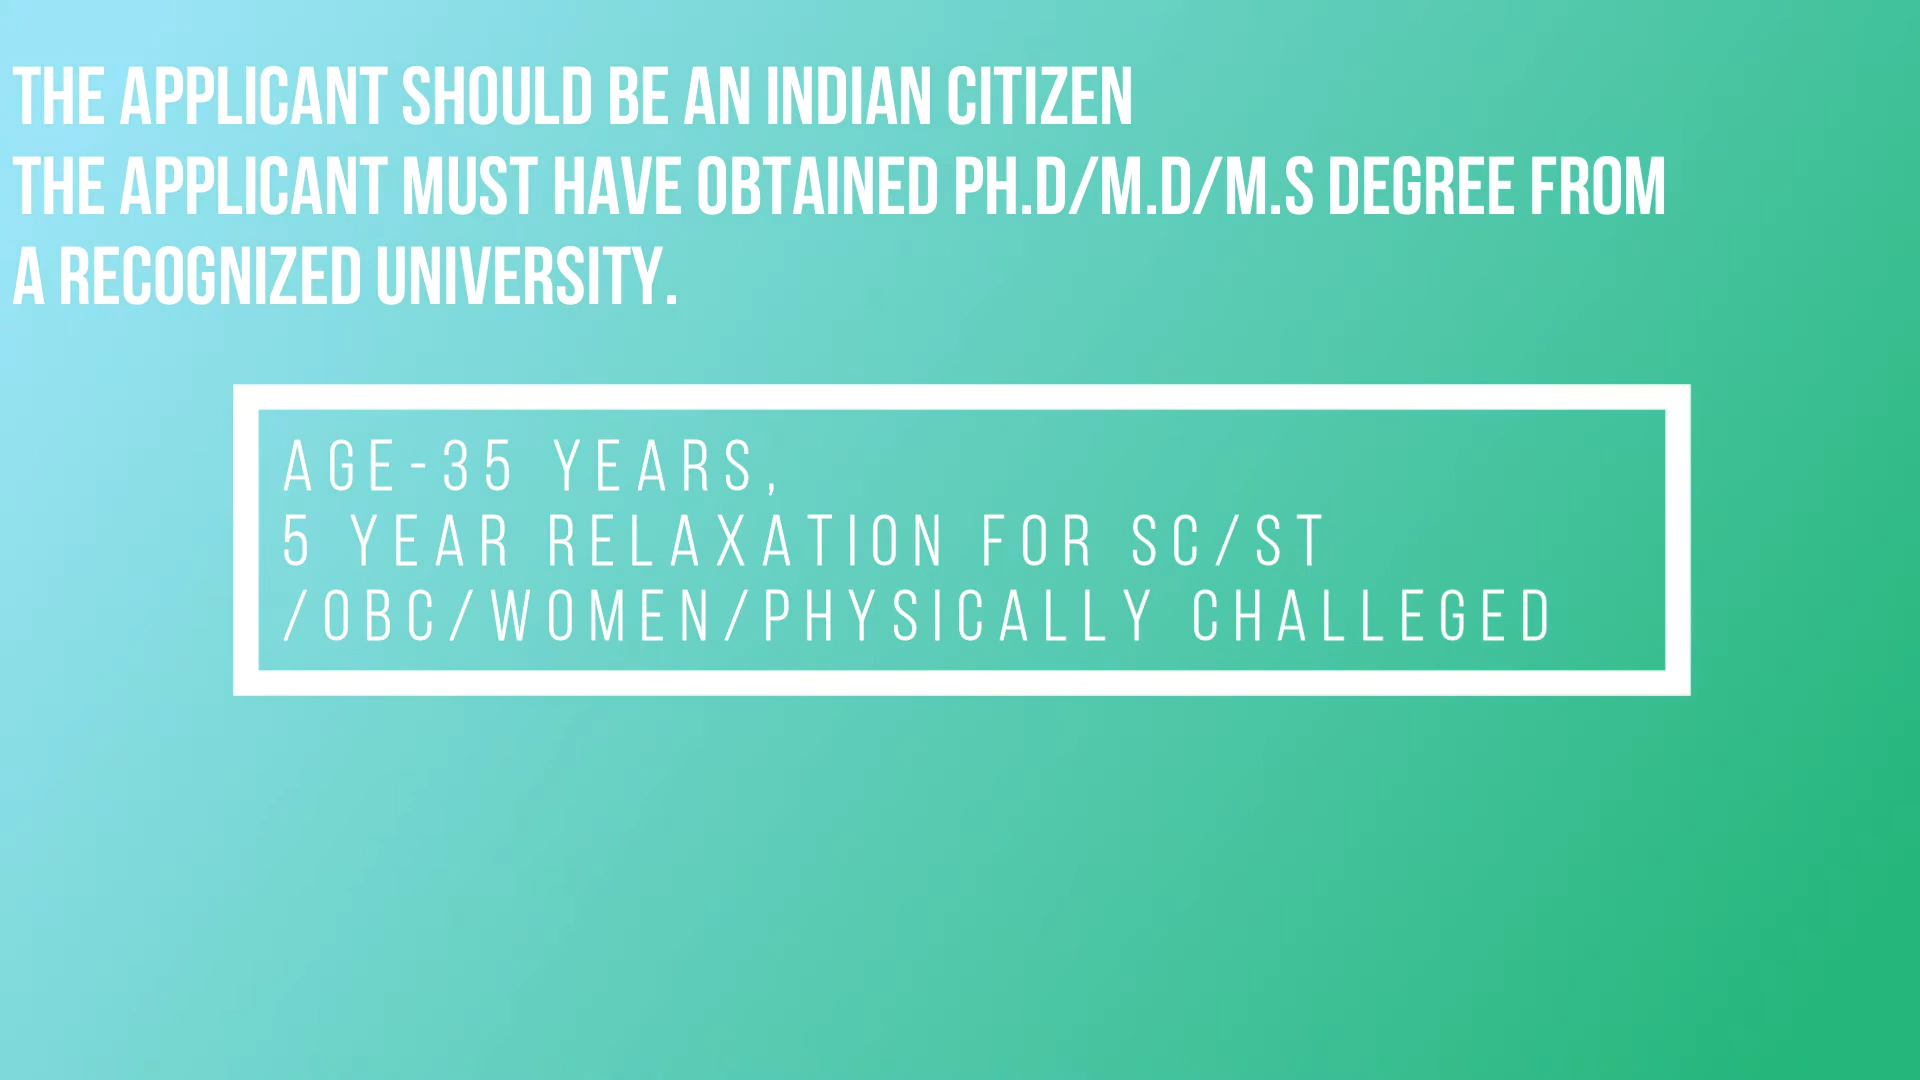 THE APPLICANT SHOULD BE AN INDIAN CITIZEN
THE APPLICANT MUST HAVE OBTAINED PH.D/M.D/M.S DEGREE FROM
A RECOGNIZED UNIVERSITY.
AGE-35 YEARS,
5 YEAR RELAXATION FOR SC/ST
/OBC/WOMEN/PHYSICALLY CHALLEGED